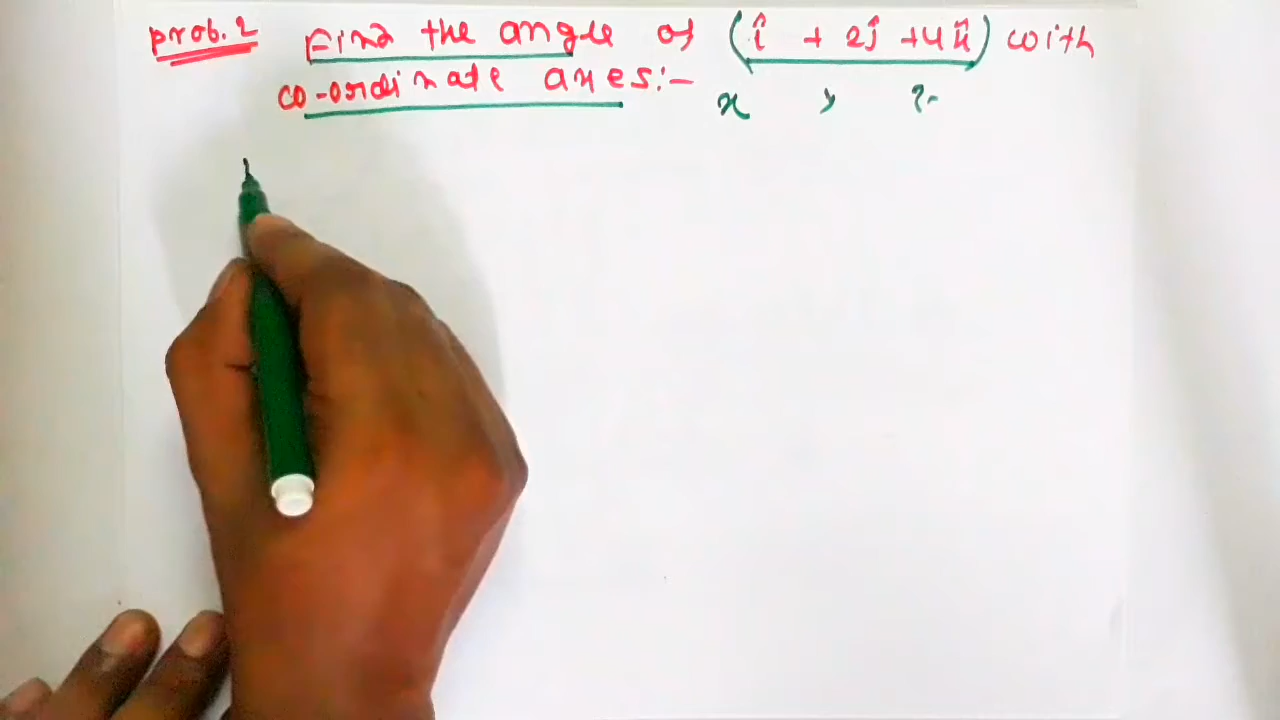 prob. 2 Find the angle of (î + 2ĵ + 4k̂) with
co-ordinate axes:-
x y z